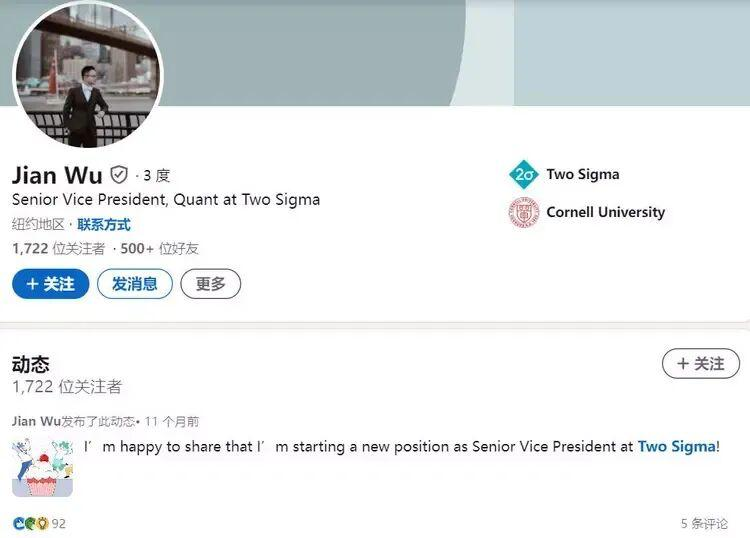 Jian Wu · 3 度
Senior Vice President, Quant at Two Sigma
纽约地区 · 联系方式
1,722 位关注者 · 500+ 位好友
+ 关注 发消息 更多
2σ Two Sigma
Cornell University
动态
1,722 位关注者
+ 关注
Jian Wu发布了此动态• 11 个月前
I’m happy to share that I’m starting a new position as Senior Vice President at Two Sigma!
92
5 条评论